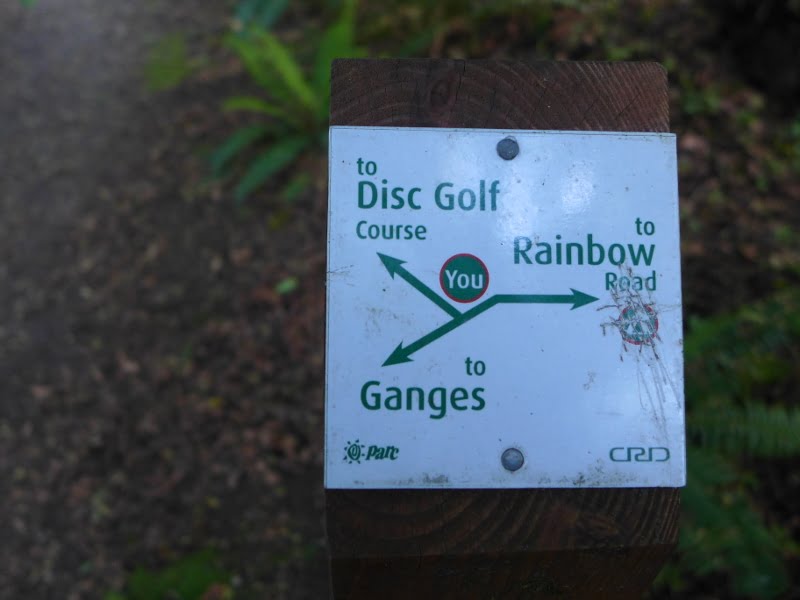 to
Disc Golf
Course
to
Rainbow
Road
You
to
Ganges
parc
CRD